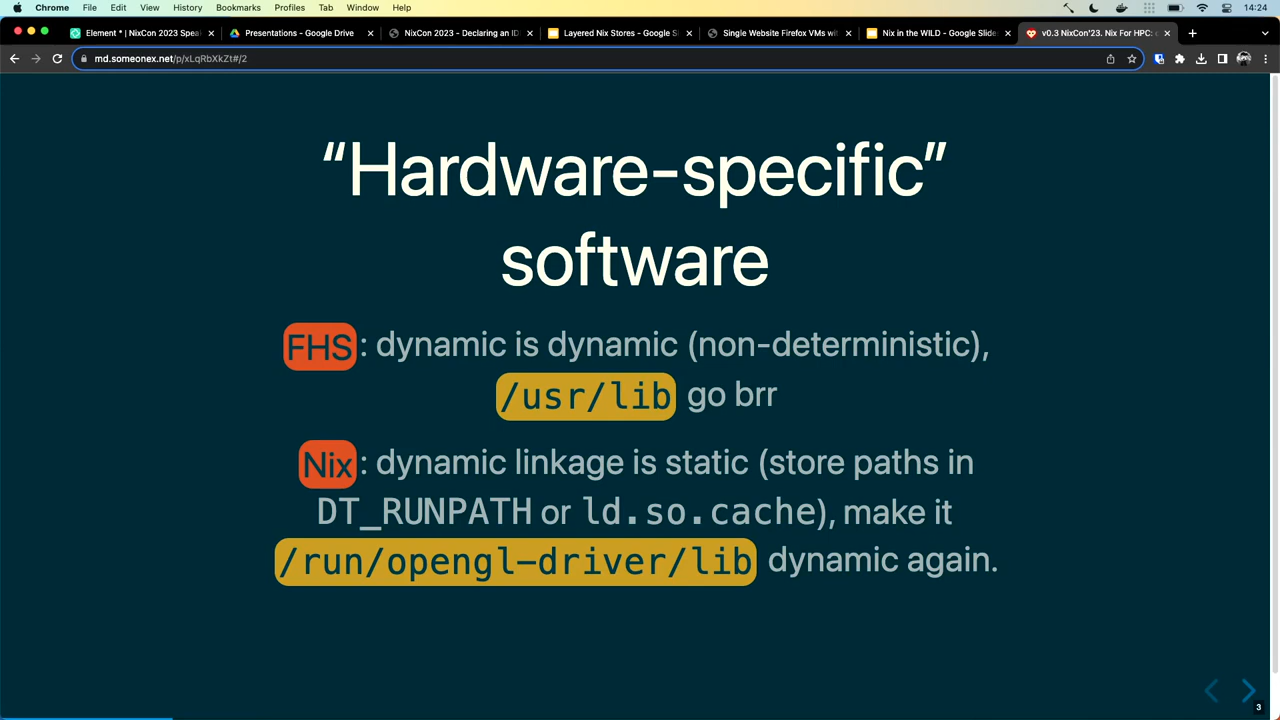 Chrome File Edit View History Bookmarks Profiles Tab Window Help 14:24
Element * | NixCon 2023 Spea Presentations - Google Drive NixCon 2023 - Declaring an ID Layered Nix Stores - Google Sl Single Website Firefox VMs wit Nix in the WILD - Google Slide v0.3 NixCon'23. Nix For HPC:
md.someonex.net/p/xLqRbXkZt#/2
“Hardware-specific”
software
FHS: dynamic is dynamic (non-deterministic),
/usr/lib go brr
Nix: dynamic linkage is static (store paths in
DT_RUNPATH or ld.so.cache), make it
/run/opengl-driver/lib dynamic again.
3